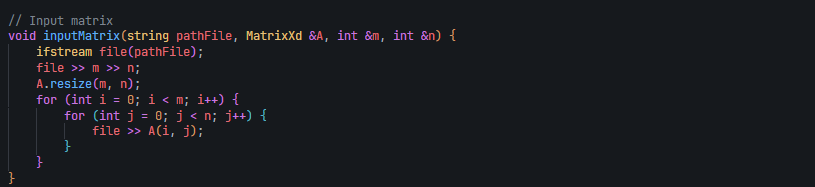 // Input matrix
void inputMatrix(string pathFile, MatrixXd &A, int &m, int &n) {
    ifstream file(pathFile);
    file >> m >> n;
    A.resize(m, n);
    for (int i = 0; i < m; i++) {
        for (int j = 0; j < n; j++) {
            file >> A(i, j);
        }
    }
}